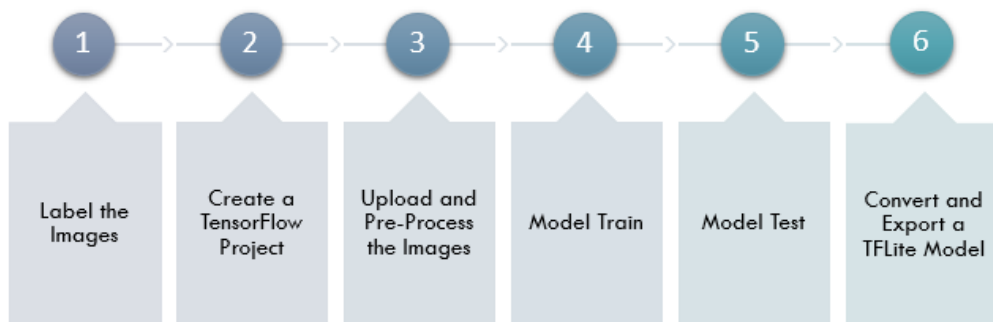 1
2
3
4
5
6
Label the
Images
Create a
TensorFlow
Project
Upload and
Pre-Process
the Images
Model Train
Model Test
Convert and
Export a
TFLite Model